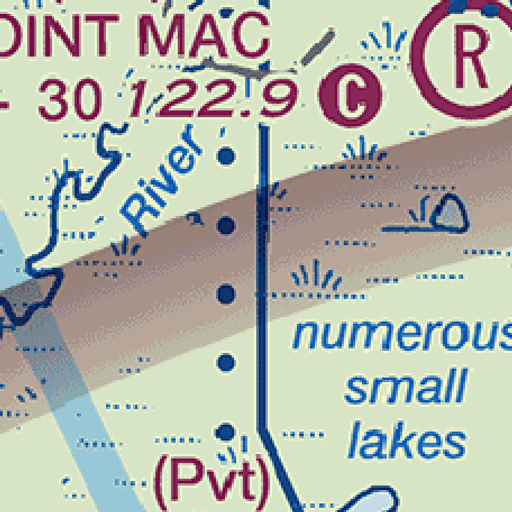 OINT MAC
- 30 122.9 C
R
River
numerous
small
lakes
(Pvt)